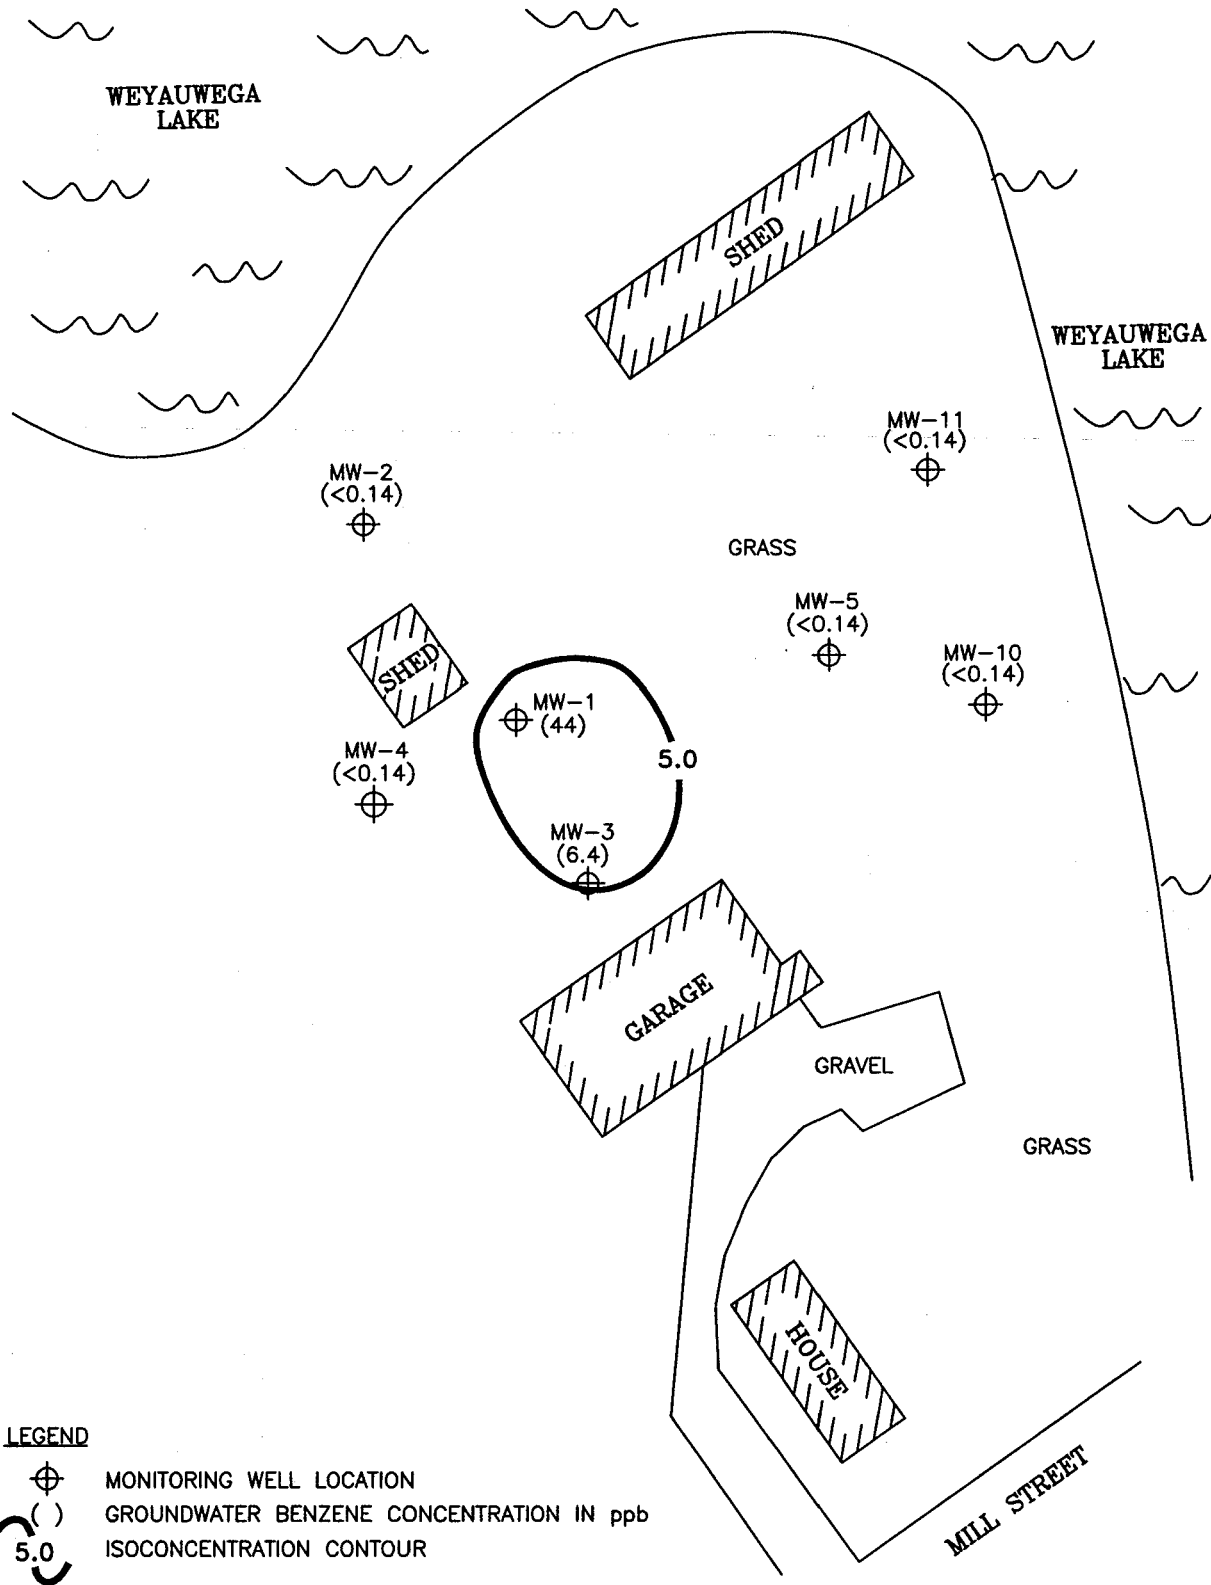 WEYAUWEGA
LAKE
SHED
WEYAUWEGA
LAKE
MW-11
(<0.14)
MW-2
(<0.14)
GRASS
MW-5
(<0.14)
MW-10
(<0.14)
SHED
MW-1
(44)
5.0
MW-4
(<0.14)
MW-3
(6.4)
GARAGE
GRAVEL
GRASS
HOUSE
MILL STREET
LEGEND
MONITORING WELL LOCATION
( ) GROUNDWATER BENZENE CONCENTRATION IN ppb
5.0 ISOCONCENTRATION CONTOUR